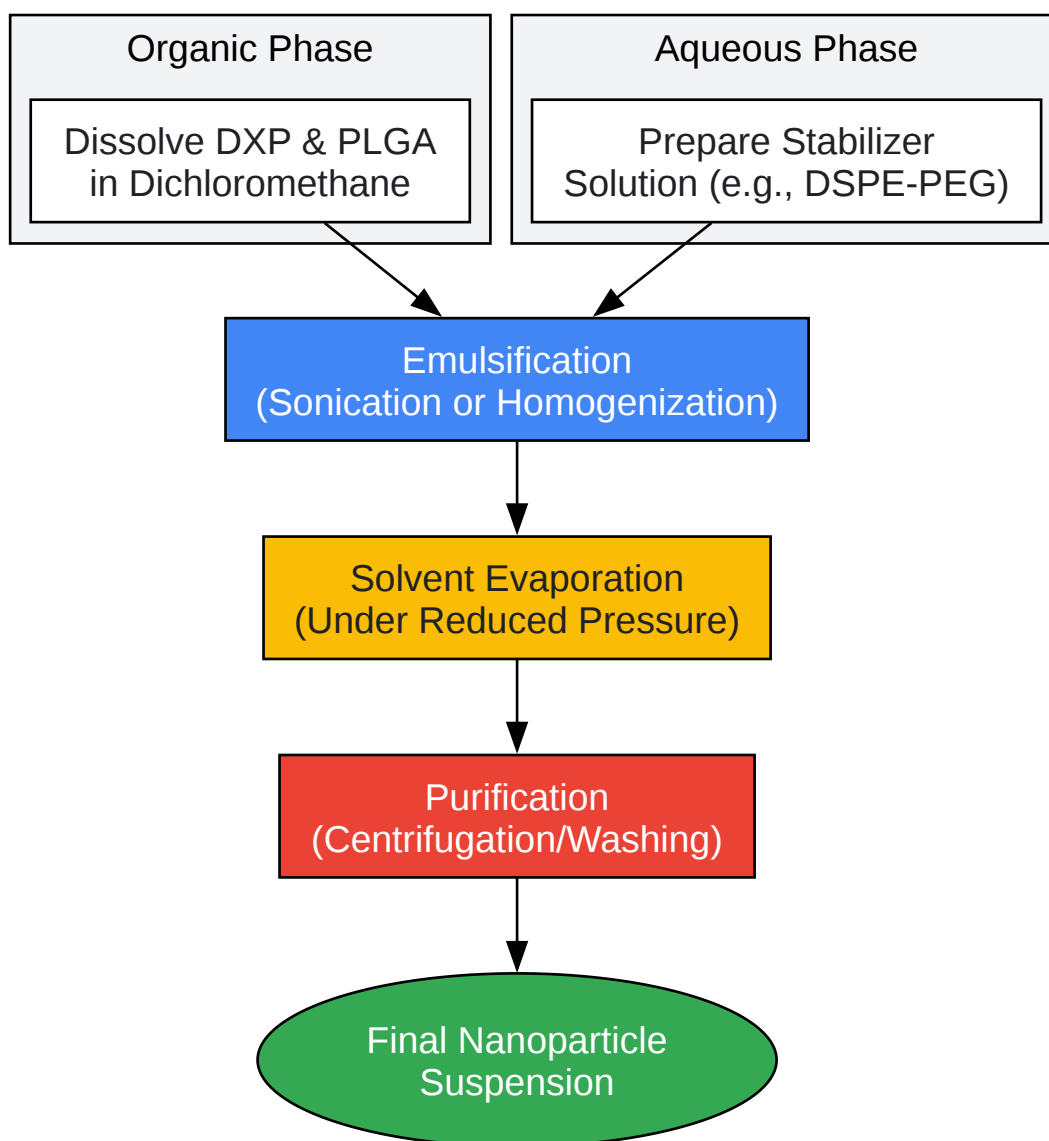 Organic Phase
Dissolve DXP & PLGA
in Dichloromethane
Aqueous Phase
Prepare Stabilizer
Solution (e.g., DSPE-PEG)
Emulsification
(Sonication or Homogenization)
Solvent Evaporation
(Under Reduced Pressure)
Purification
(Centrifugation/Washing)
Final Nanoparticle
Suspension